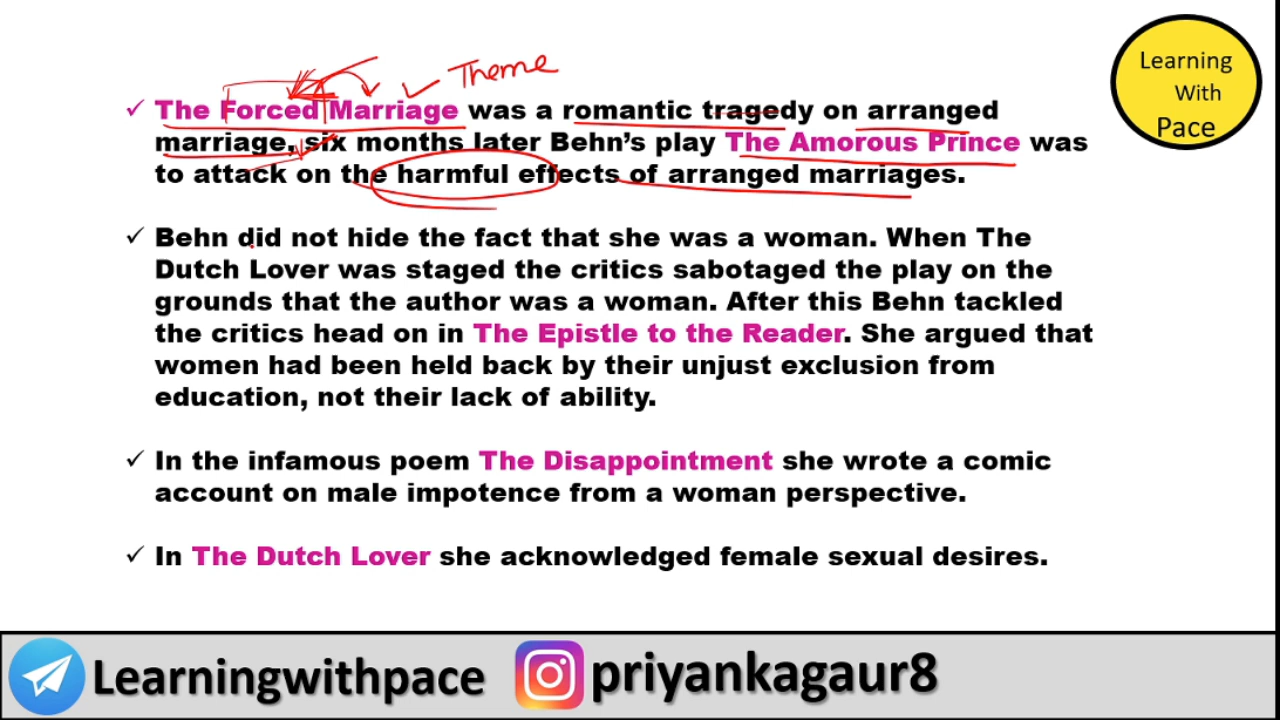 Learning
With
Pace
Theme
The Forced Marriage was a romantic tragedy on arranged
marriage, six months later Behn's play The Amorous Prince was
to attack on the harmful effects of arranged marriages.
Behn did not hide the fact that she was a woman. When The
Dutch Lover was staged the critics sabotaged the play on the
grounds that the author was a woman. After this Behn tackled
the critics head on in The Epistle to the Reader. She argued that
women had been held back by their unjust exclusion from
education, not their lack of ability.
In the infamous poem The Disappointment she wrote a comic
account on male impotence from a woman perspective.
In The Dutch Lover she acknowledged female sexual desires.
Learningwithpace
priyankagaur8